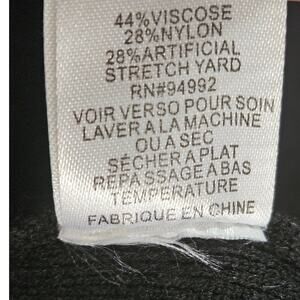 44%VISCOSE
28%NYLON
28%ARTIFICIAL
STRETCH YARD
RN#94992
VOIR VERSO POUR SOIN
LAVER A LA MACHINE
OU A SEC
SÉCHER A PLAT
REPASSAGE A BAS
TEMPERATURE
FABRIQUE EN CHINE